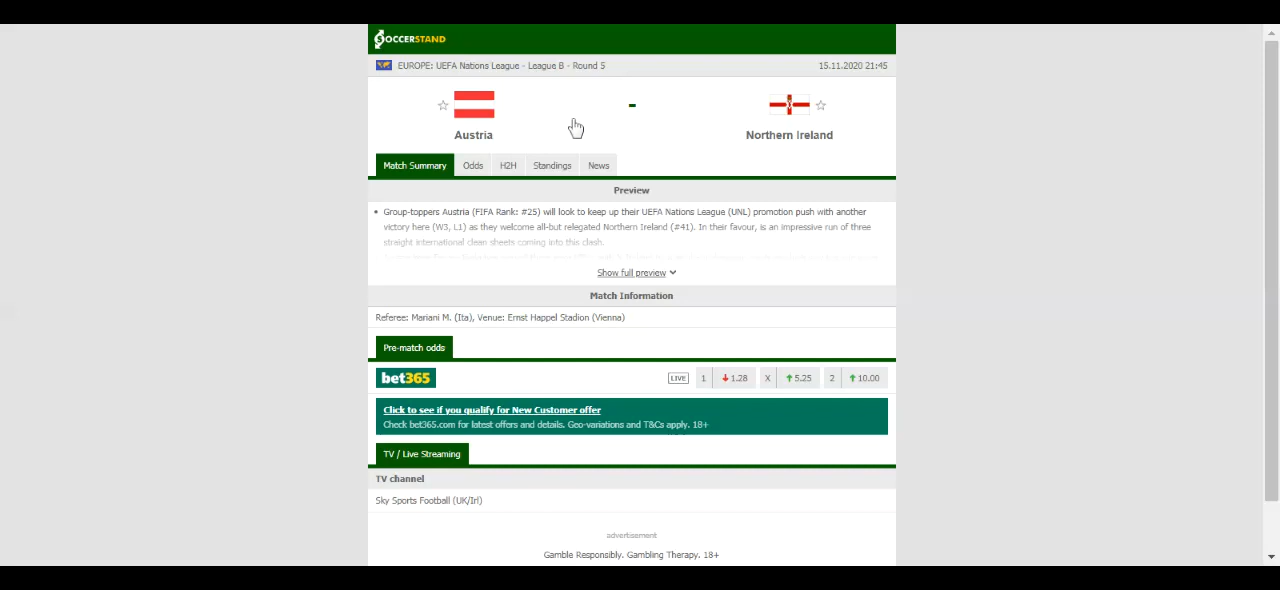 SOCCERSTAND
EUROPE: UEFA Nations League - League B - Round 5 15.11.2020 21:45
-
Austria Northern Ireland
Match Summary Odds H2H Standings News
Preview
• Group-toppers Austria (FIFA Rank: #25) will look to keep up their UEFA Nations League (UNL) promotion push with another
victory here (W3, L1) as they welcome all-but relegated Northern Ireland (#41). In their favour, is an impressive run of three
straight international clean sheets coming into this clash.
Show full preview
Match Information
Referee: Mariani M. (Ita), Venue: Ernst Happel Stadion (Vienna)
Pre-match odds
bet365 LIVE 1 1.28 X 5.25 2 10.00
Click to see if you qualify for New Customer offer
Check bet365.com for latest offers and details. Geo-variations and T&Cs apply. 18+
TV / Live Streaming
TV channel
Sky Sports Football (UK/Irl)
advertisement
Gamble Responsibly. Gambling Therapy. 18+